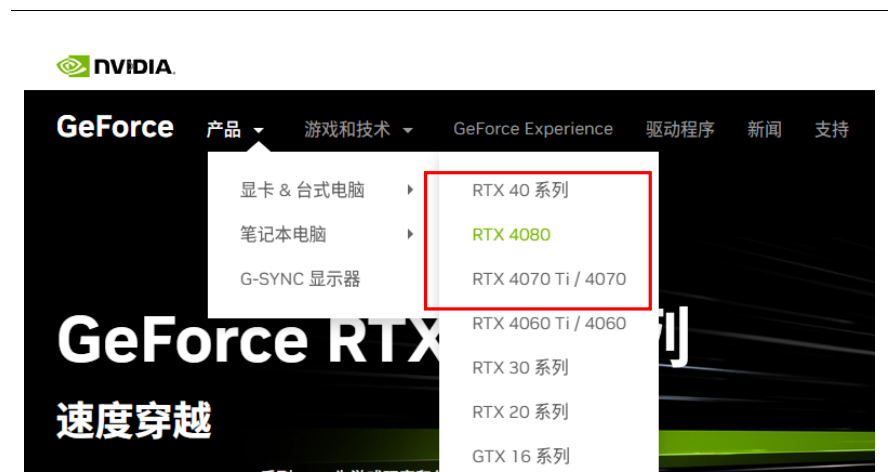 NVIDIA.
GeForce 产品 游戏和技术 GeForce Experience 驱动程序 新闻 支持
显卡 & 台式电脑
笔记本电脑
G-SYNC 显示器
RTX 40 系列
RTX 4080
RTX 4070 Ti / 4070
RTX 4060 Ti / 4060
RTX 30 系列
RTX 20 系列
GTX 16 系列
GeForce RTX 列
速度穿越